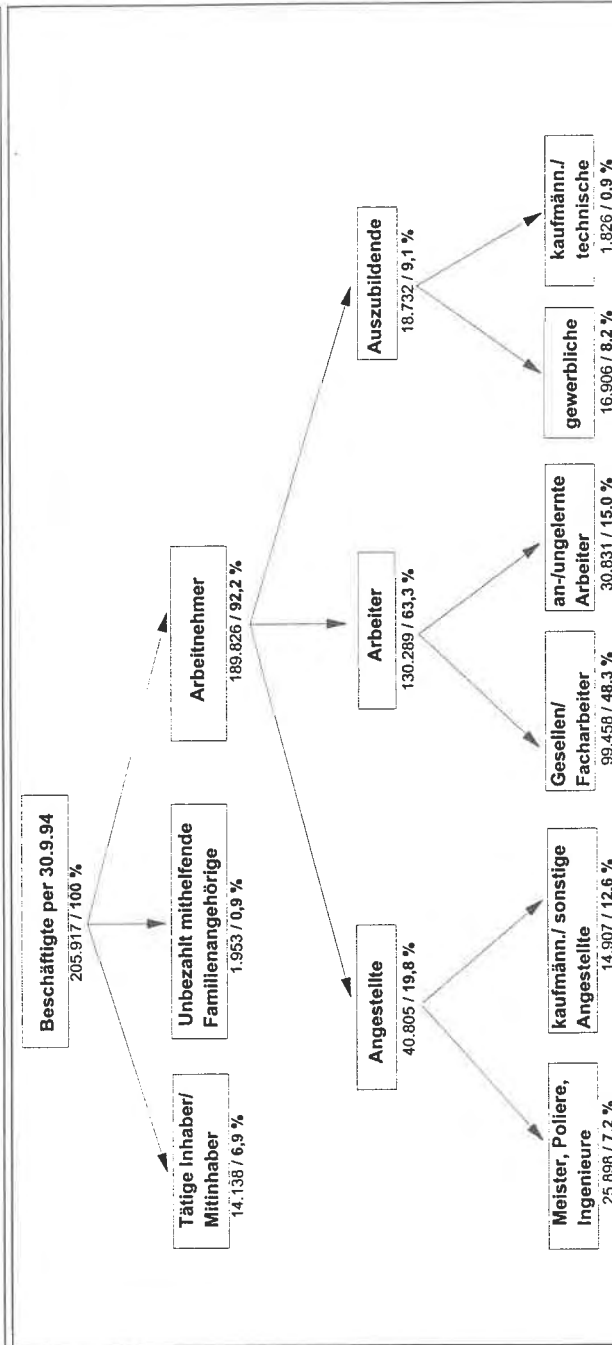 Beschäftigte per 30.9.94
205.917 / 100 %
Tätige Inhaber/
Mitinhaber
14.138 / 6,9 %
Unbezahlt mithelfende
Familienangehörige
1.953 / 0,9 %
Arbeitnehmer
189.826 / 92,2 %
Angestellte
40.805 / 19,8 %
Arbeiter
130.289 / 63,3 %
Auszubildende
18.732 / 9,1 %
Meister, Poliere,
Ingenieure
25.898 / 7,2 %
kaufmänn./ sonstige
Angestellte
14.907 / 12,6 %
Gesellen/
Facharbeiter
99.458 / 48,3 %
an-/ungelernte
Arbeiter
30.831 / 15,0 %
gewerbliche
16.906 / 8,2 %
kaufmänn./
technische
1.826 / 0,9 %